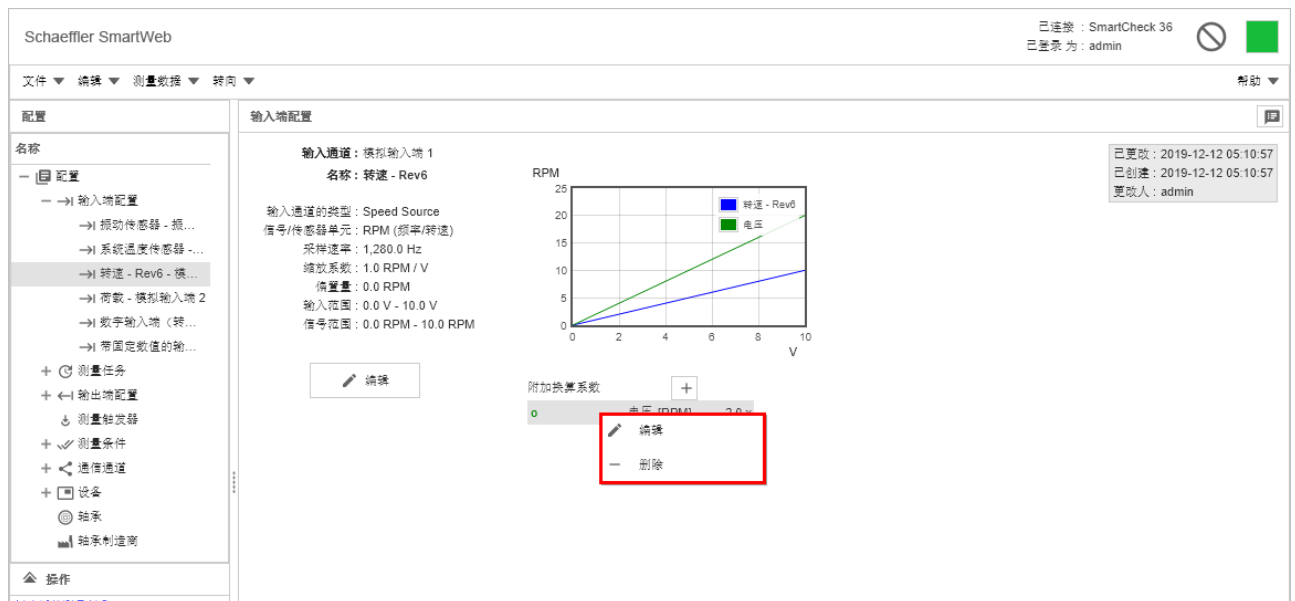 Schaeffler SmartWeb
已连接 : SmartCheck 36
已登录 为 : admin
文件 编辑 测量数据 转向 帮助
配置
名称
配置
输入端配置
振动传感器 - 振...
系统温度传感器 -...
转速 - Rev6 - 模...
荷载 - 模拟输入端 2
数字输入端（转...
带固定数值的输...
测量任务
输出端配置
测量触发器
测量条件
通信通道
设备
轴承
轴承制造商
操作
输入端配置
输入通道 : 模拟输入端 1
名称 : 转速 - Rev6
输入通道的类型 : Speed Source
信号/传感器单元 : RPM (频率/转速)
采样速率 : 1,280.0 Hz
缩放系数 : 1.0 RPM / V
偏置量 : 0.0 RPM
输入范围 : 0.0 V - 10.0 V
信号范围 : 0.0 RPM - 10.0 RPM
编辑
RPM
25
20
15
10
5
0
转速 - Rev6
电压
0 2 4 6 8 10
V
附加换算系数 +
电压 [RPM]
编辑
删除
已更改 : 2019-12-12 05:10:57
已创建 : 2019-12-12 05:10:57
更改人 : admin